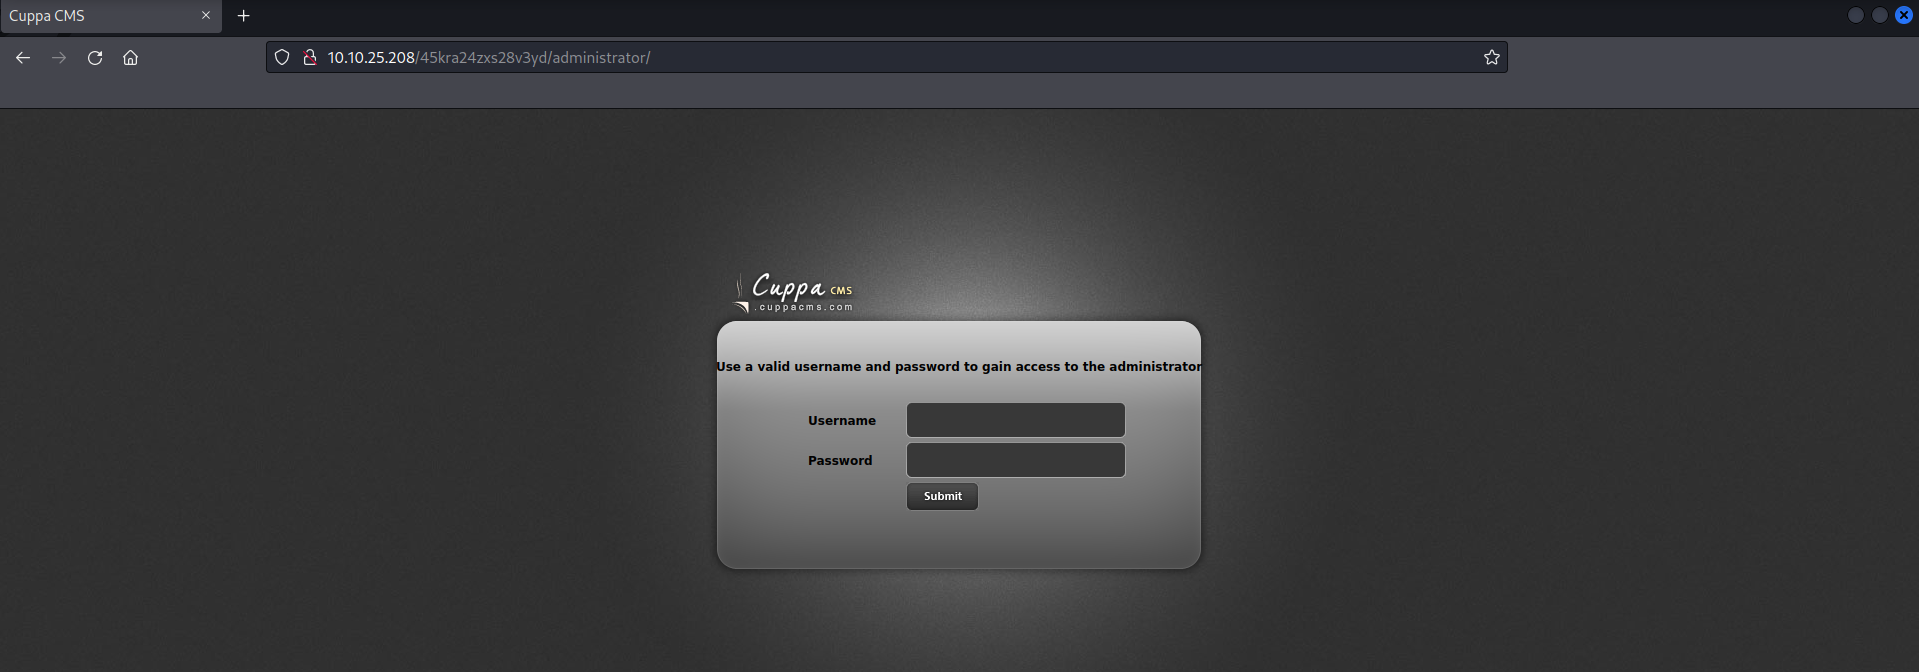 Cuppa CMS
10.10.25.208/45kra24zxs28v3yd/administrator/
Cuppa CMS
.cuppacms.com
Use a valid username and password to gain access to the administrator
Username
Password
Submit